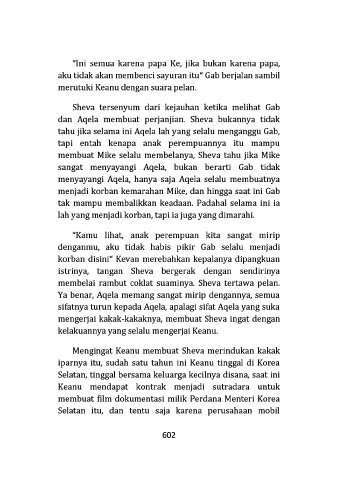 "Ini semua karena papa Ke, jika bukan karena papa,
aku tidak akan membenci sayuran itu" Gab berjalan sambil
merutuki Keanu dengan suara pelan.
Sheva tersenyum dari kejauhan ketika melihat Gab
dan Aqela membuat perjanjian. Sheva bukannya tidak
tahu jika selama ini Aqela lah yang selalu menganggu Gab,
tapi entah kenapa anak perempuannya itu mampu
membuat Mike selalu membelanya, Sheva tahu jika Mike
sangat menyayangi Aqela, bukan berarti Gab tidak
menyayangi Aqela, hanya saja Aqela selalu membuatnya
menjadi korban kemarahan Mike, dan hingga saat ini Gab
tak mampu membalikkan keadaan. Padahal selama ini ia
lah yang menjadi korban, tapi ia juga yang dimarahi.
"Kamu lihat, anak perempuan kita sangat mirip
denganmu, aku tidak habis pikir Gab selalu menjadi
korban disini" Kevan merebahkan kepalanya dipangkuan
istrinya, tangan Sheva bergerak dengan sendirinya
membelai rambut coklat suaminya. Sheva tertawa pelan.
Ya benar, Aqela memang sangat mirip dengannya, semua
sifatnya turun kepada Aqela, apalagi sifat Aqela yang suka
mengerjai kakak-kakaknya, membuat Sheva ingat dengan
kelakuannya yang selalu mengerjai Keanu.
Mengingat Keanu membuat Sheva merindukan kakak
iparnya itu, sudah satu tahun ini Keanu tinggal di Korea
Selatan, tinggal bersama keluarga kecilnya disana, saat ini
Keanu mendapat kontrak menjadi sutradara untuk
membuat film dokumentasi milik Perdana Menteri Korea
Selatan itu, dan tentu saja karena perusahaan mobil
602